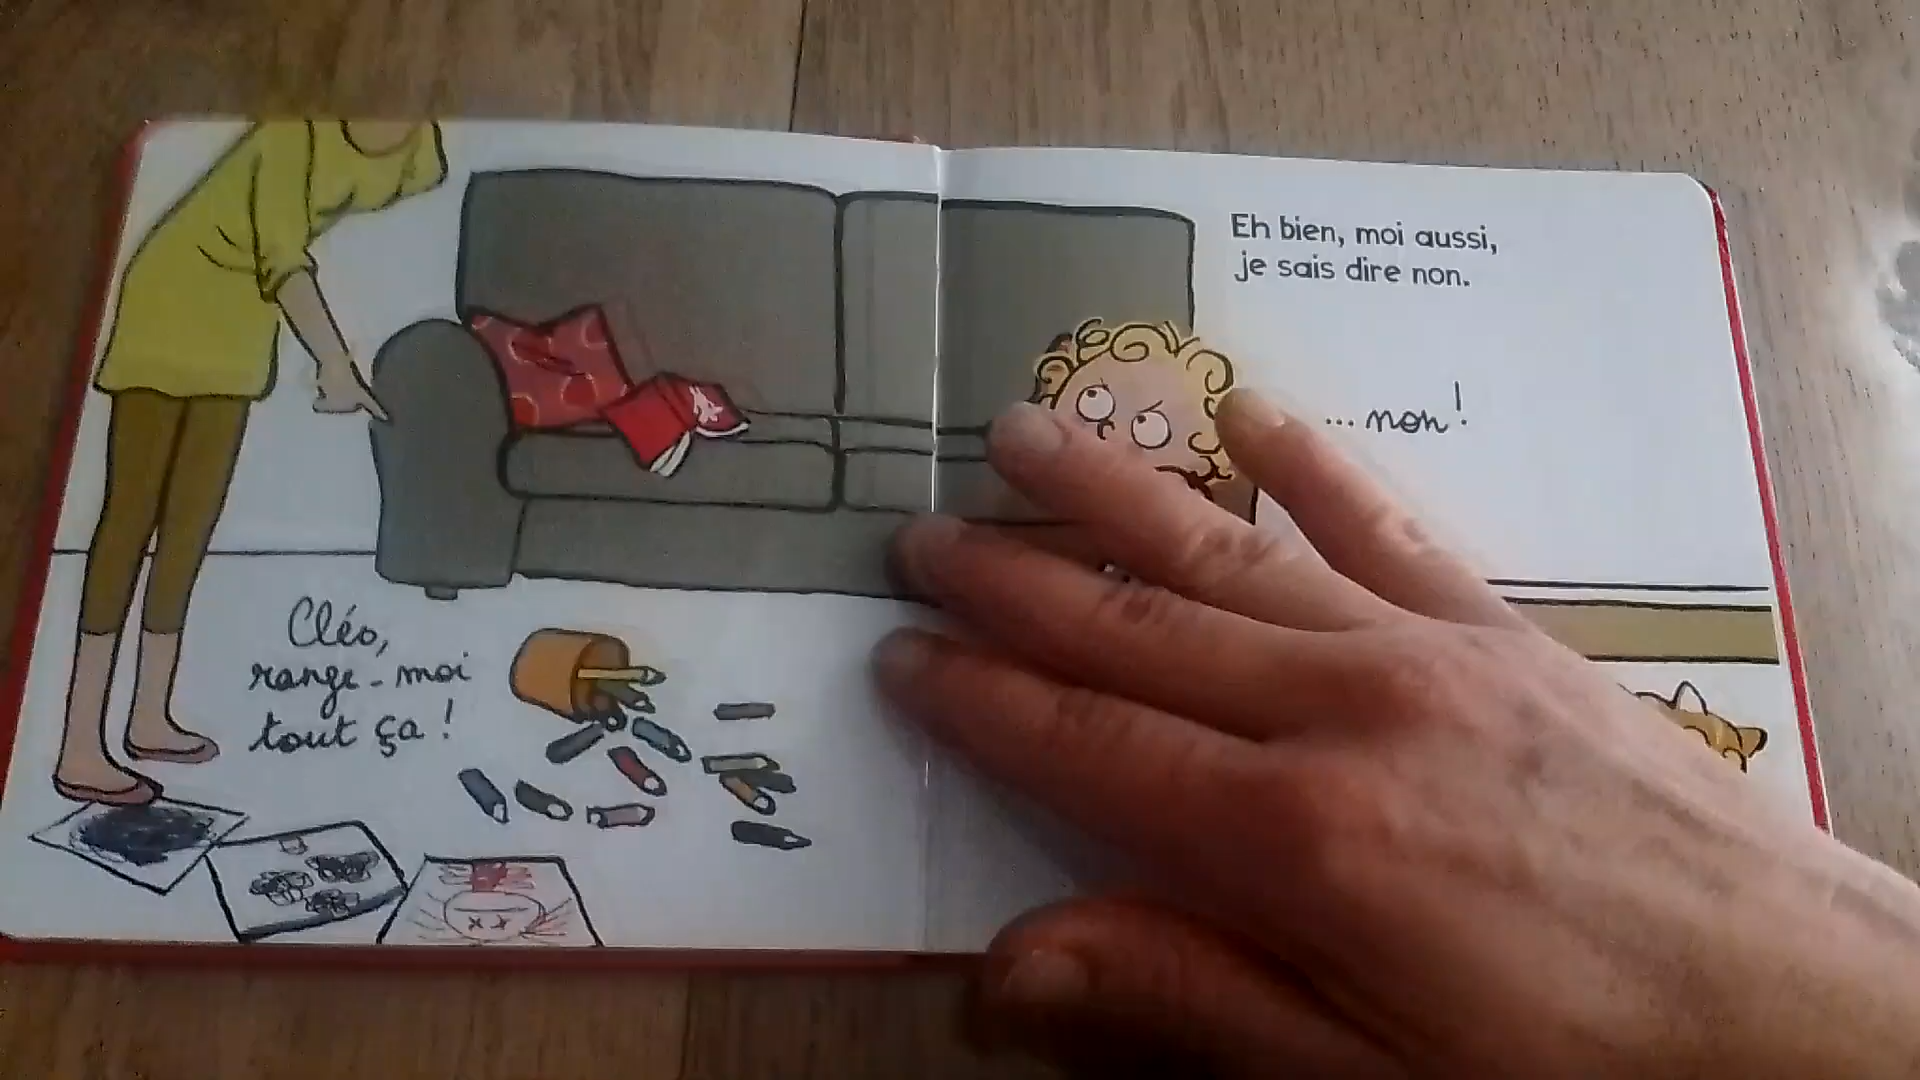 Cléo,
range-moi
tout ça !
Eh bien, moi aussi,
je sais dire non.
... non !